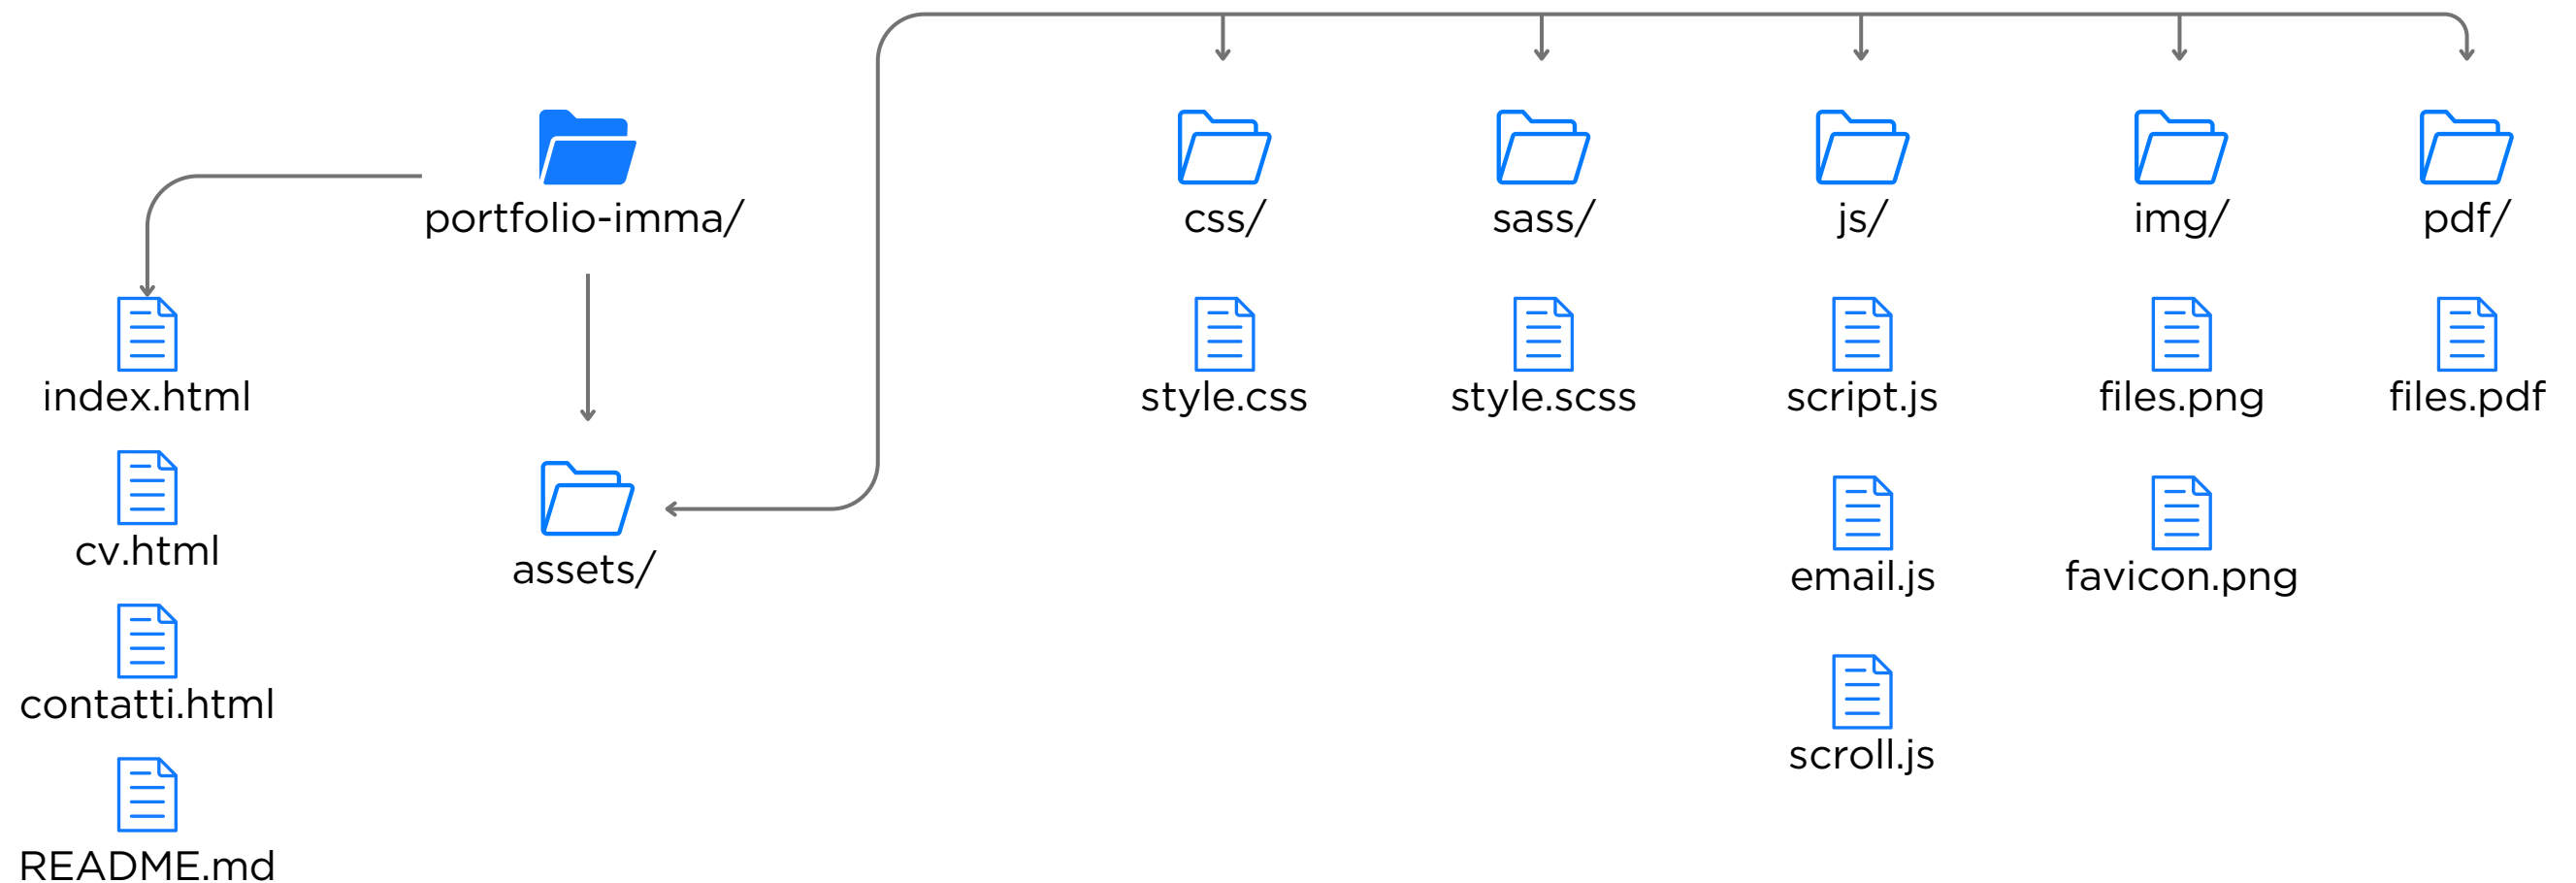 portfolio-imma/
index.html
cv.html
contatti.html
README.md
assets/
css/
style.css
sass/
style.scss
js/
script.js
email.js
scroll.js
img/
files.png
favicon.png
pdf/
files.pdf